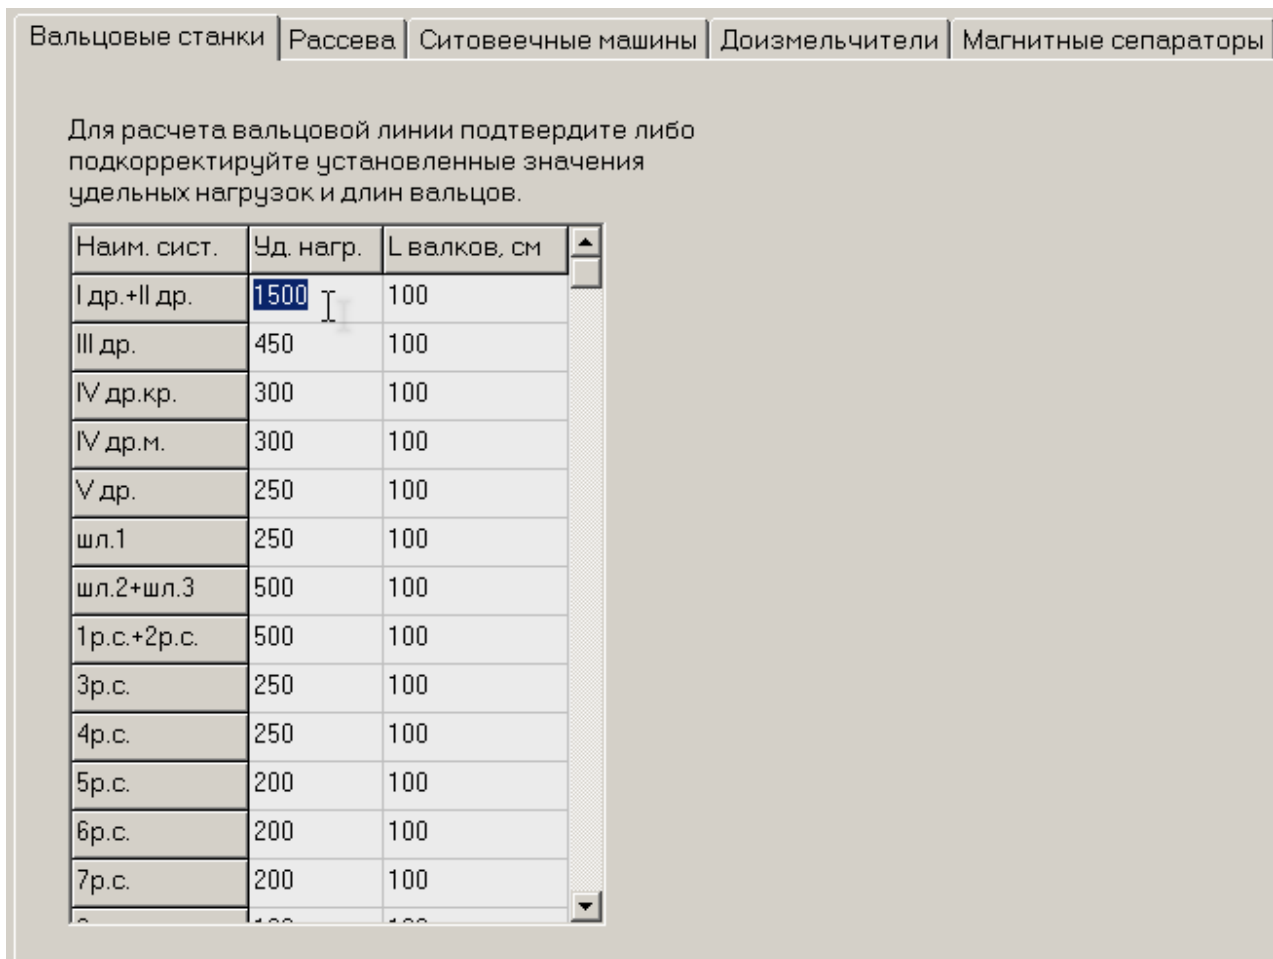 Вальцовые станки Рассева Ситовеечные машины Доизмельчители Магнитные сепараторы
Для расчета вальцовой линии подтвердите либо
подкорректируйте установленные значения
удельных нагрузок и длин вальцов.
Наим. сист. Уд. нагр. L валков, см
I др.+II др. 1500 100
III др. 450 100
IV др.кр. 300 100
IV др.м. 300 100
V др. 250 100
шл.1 250 100
шл.2+шл.3 500 100
1р.с.+2р.с. 500 100
3р.с. 250 100
4р.с. 250 100
5р.с. 200 100
6р.с. 200 100
7р.с. 200 100